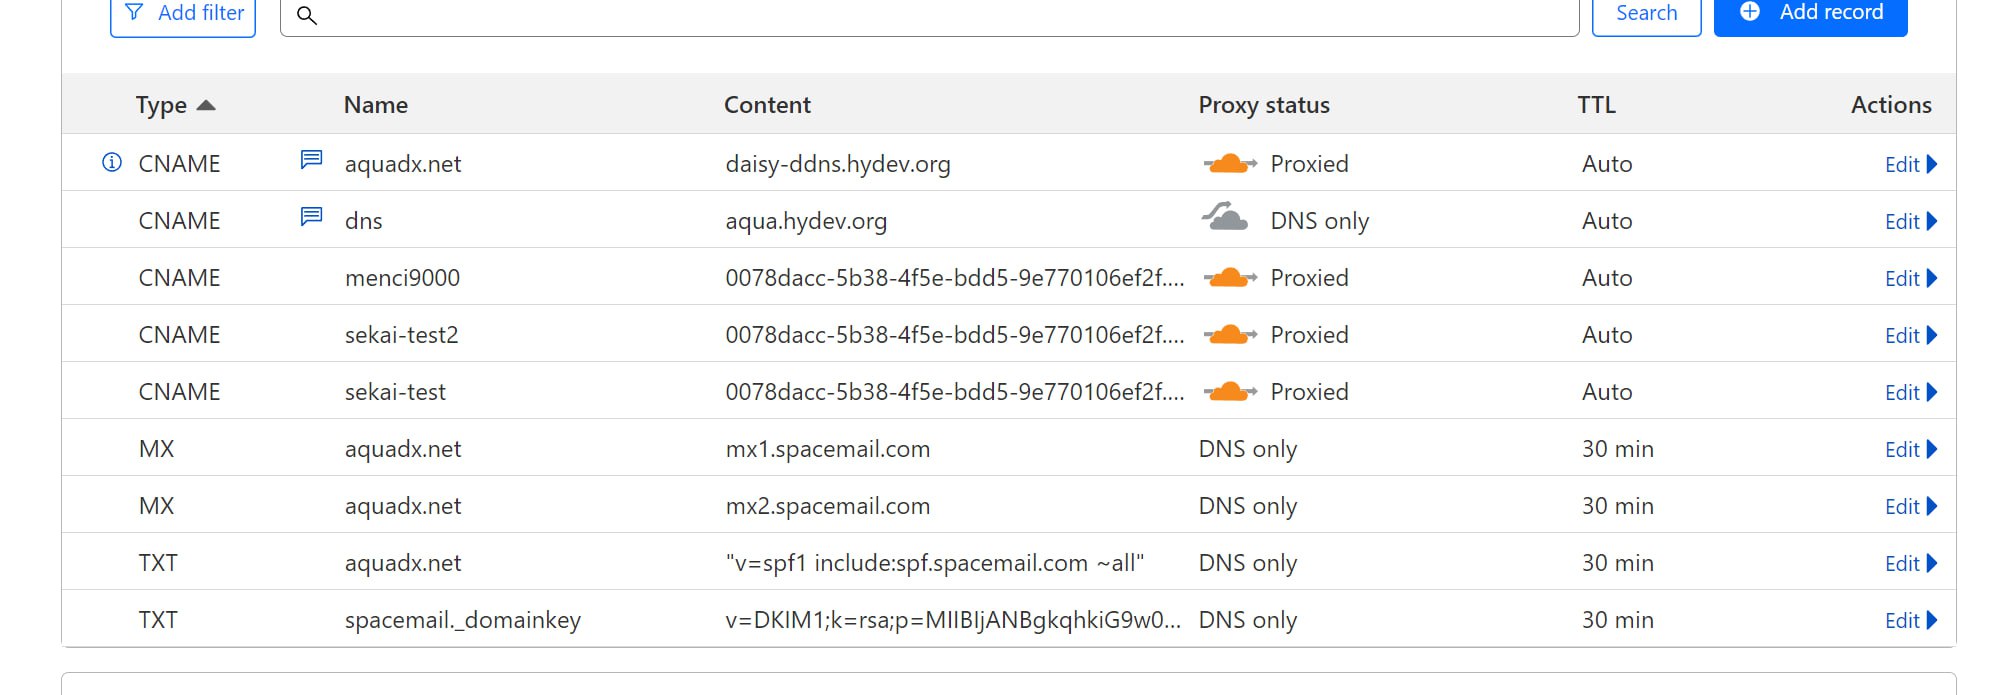 Add filter Search Add record
Type Name Content Proxy status TTL Actions
CNAME aquadx.net daisy-ddns.hydev.org Proxied Auto Edit
CNAME dns aqua.hydev.org DNS only Auto Edit
CNAME menci9000 0078dacc-5b38-4f5e-bdd5-9e770106ef2f.... Proxied Auto Edit
CNAME sekai-test2 0078dacc-5b38-4f5e-bdd5-9e770106ef2f.... Proxied Auto Edit
CNAME sekai-test 0078dacc-5b38-4f5e-bdd5-9e770106ef2f.... Proxied Auto Edit
MX aquadx.net mx1.spacemail.com DNS only 30 min Edit
MX aquadx.net mx2.spacemail.com DNS only 30 min Edit
TXT aquadx.net "v=spf1 include:spf.spacemail.com ~all" DNS only 30 min Edit
TXT spacemail._domainkey v=DKIM1;k=rsa;p=MIIBIjANBgkqhkiG9w0... DNS only 30 min Edit